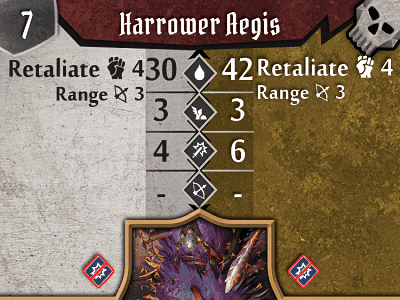 7 Harrower Aegis
Retaliate 4 30 42 Retaliate 4
Range 3 Range 3
3 3
4 6
- -